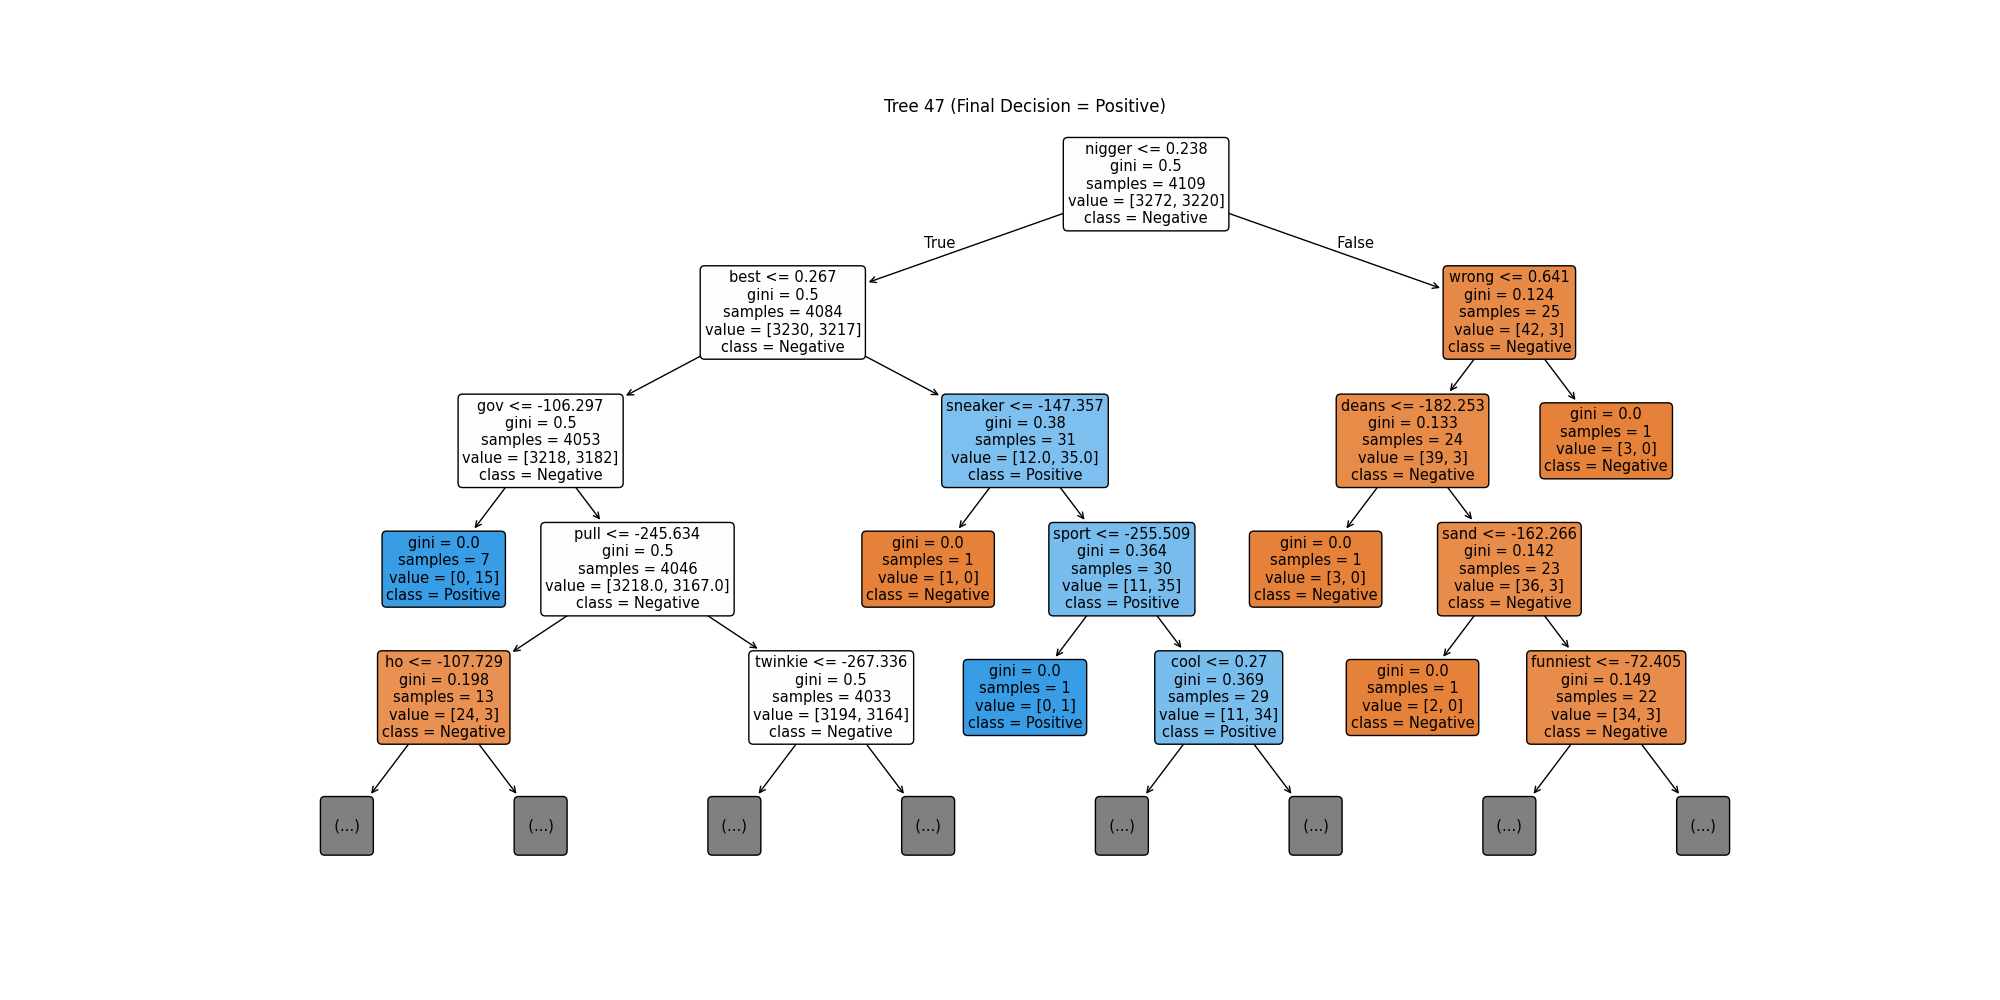 Tree 47 (Final Decision = Positive)
nigger <= 0.238
gini = 0.5
samples = 4109
value = [3272, 3220]
class = Negative
True
False
best <= 0.267
gini = 0.5
samples = 4084
value = [3230, 3217]
class = Negative
wrong <= 0.641
gini = 0.124
samples = 25
value = [42, 3]
class = Negative
gov <= -106.297
gini = 0.5
samples = 4053
value = [3218, 3182]
class = Negative
sneaker <= -147.357
gini = 0.38
samples = 31
value = [12.0, 35.0]
class = Positive
deans <= -182.253
gini = 0.133
samples = 24
value = [39, 3]
class = Negative
gini = 0.0
samples = 1
value = [3, 0]
class = Negative
gini = 0.0
samples = 7
value = [0, 15]
class = Positive
pull <= -245.634
gini = 0.5
samples = 4046
value = [3218.0, 3167.0]
class = Negative
gini = 0.0
samples = 1
value = [1, 0]
class = Negative
sport <= -255.509
gini = 0.364
samples = 30
value = [11, 35]
class = Positive
gini = 0.0
samples = 1
value = [3, 0]
class = Negative
sand <= -162.266
gini = 0.142
samples = 23
value = [36, 3]
class = Negative
ho <= -107.729
gini = 0.198
samples = 13
value = [24, 3]
class = Negative
twinkie <= -267.336
gini = 0.5
samples = 4033
value = [3194, 3164]
class = Negative
gini = 0.0
samples = 1
value = [0, 1]
class = Positive
cool <= 0.27
gini = 0.369
samples = 29
value = [11, 34]
class = Positive
gini = 0.0
samples = 1
value = [2, 0]
class = Negative
funniest <= -72.405
gini = 0.149
samples = 22
value = [34, 3]
class = Negative
(...)
(...)
(...)
(...)
(...)
(...)
(...)
(...)